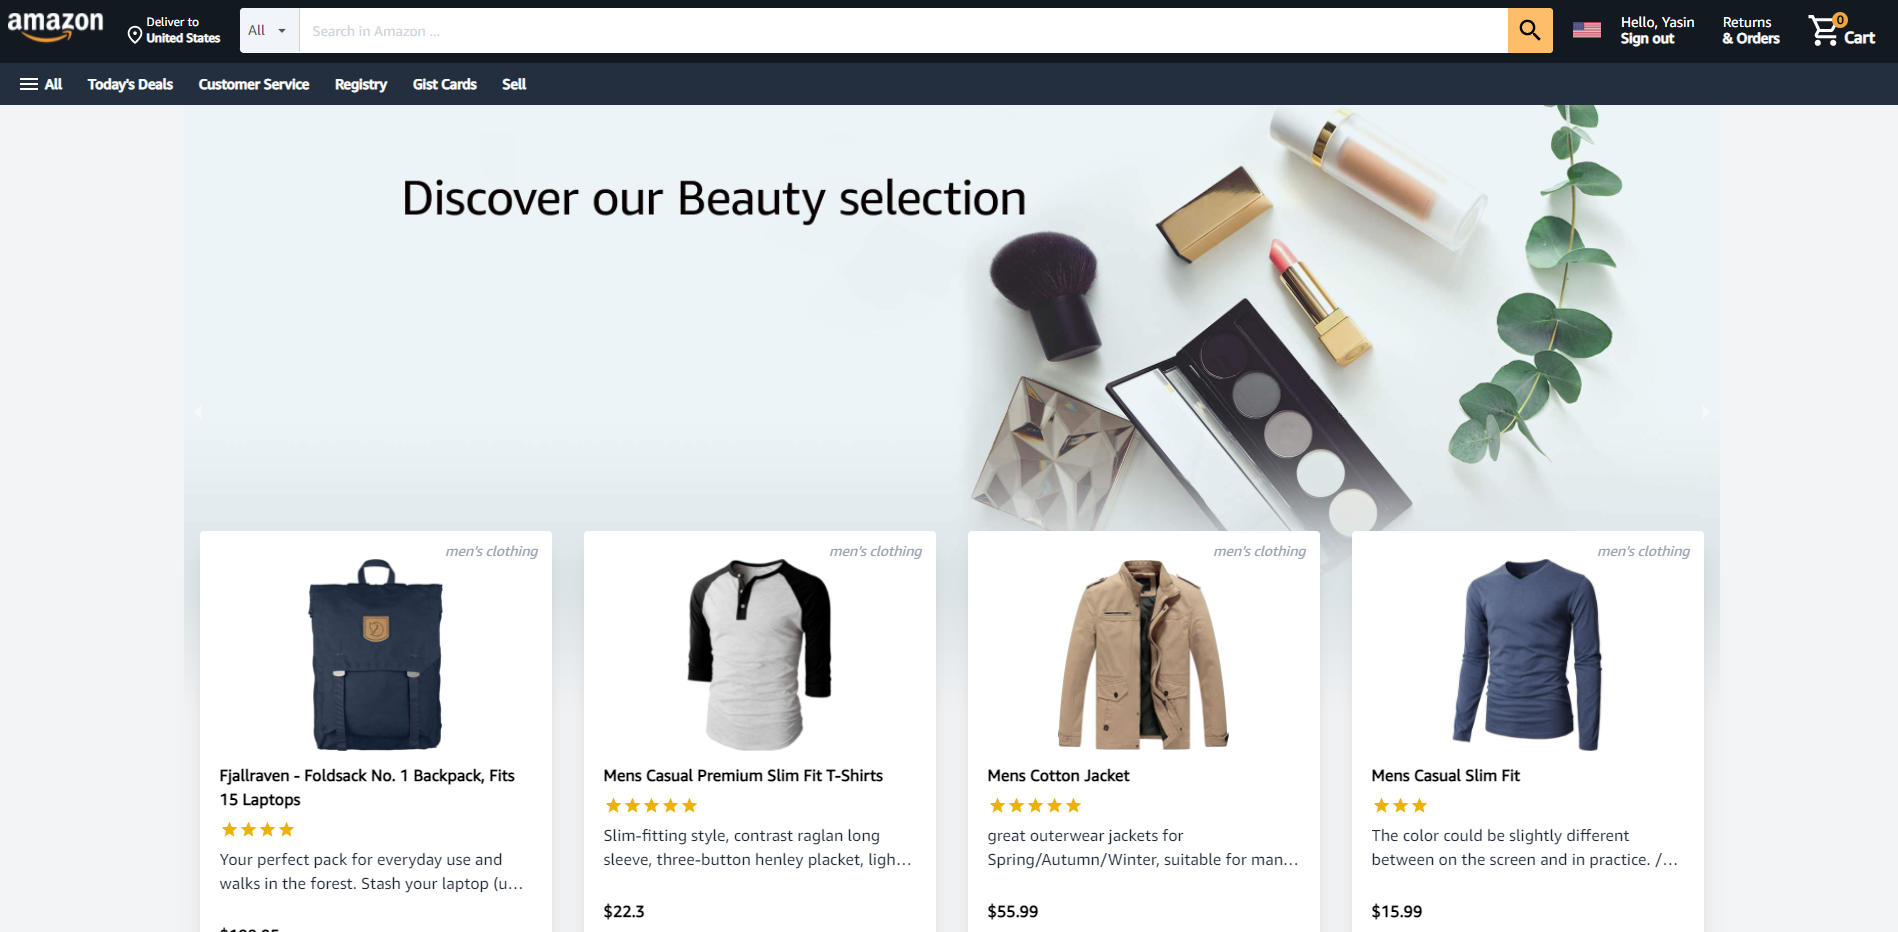 amazon
Deliver to
United States
All
Search in Amazon ...
Hello, Yasin
Sign out
Returns
& Orders
0
Cart
All
Today's Deals
Customer Service
Registry
Gist Cards
Sell
Discover our Beauty selection
men's clothing
Fjallraven - Foldsack No. 1 Backpack, Fits
15 Laptops
Your perfect pack for everyday use and
walks in the forest. Stash your laptop (u...
men's clothing
Mens Casual Premium Slim Fit T-Shirts
Slim-fitting style, contrast raglan long
sleeve, three-button henley placket, ligh...
$22.3
men's clothing
Mens Cotton Jacket
great outerwear jackets for
Spring/Autumn/Winter, suitable for man...
$55.99
men's clothing
Mens Casual Slim Fit
The color could be slightly different
between on the screen and in practice. /...
$15.99